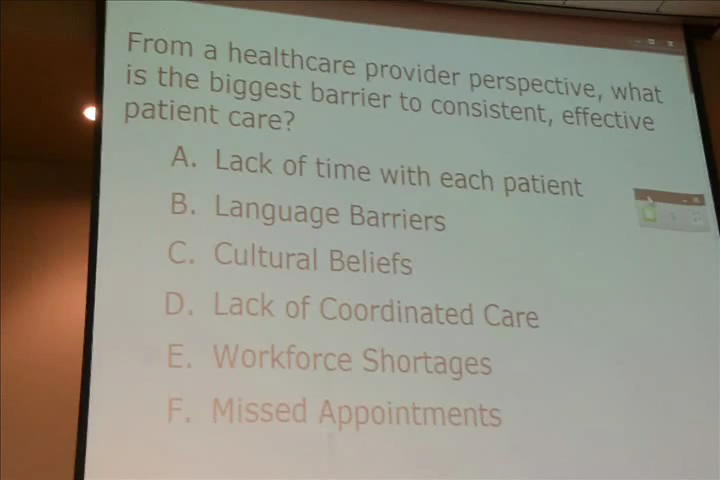 From a healthcare provider perspective, what
is the biggest barrier to consistent, effective
patient care?
A. Lack of time with each patient
B. Language Barriers
C. Cultural Beliefs
D. Lack of Coordinated Care
E. Workforce Shortages
F. Missed Appointments